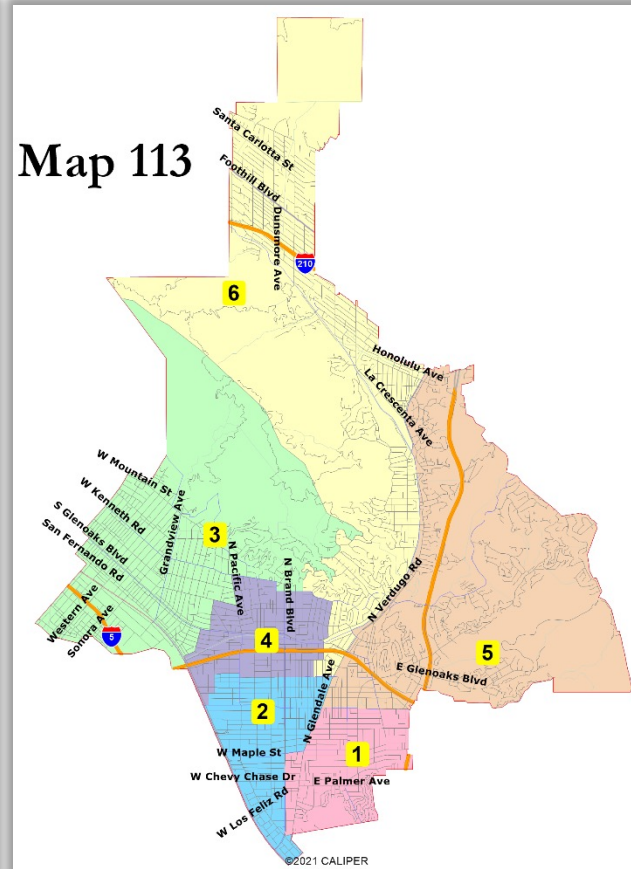 Map 113
Santa Carlotta St
Foothill Blvd
Dunsmore Ave
210
6
Honolulu Ave
La Crescenta Ave
W Mountain St
W Kenneth Rd
S Glenoaks Blvd
San Fernando Rd
Grandview Ave
3
N Pacific Ave
N Brand Blvd
N Verdugo Rd
Western Ave
Sonora Ave
5
4
5
E Glenoaks Blvd
2
N Glendale Ave
1
W Maple St
W Chevy Chase Dr
E Palmer Ave
W Los Feliz Rd
©2021 CALIPER